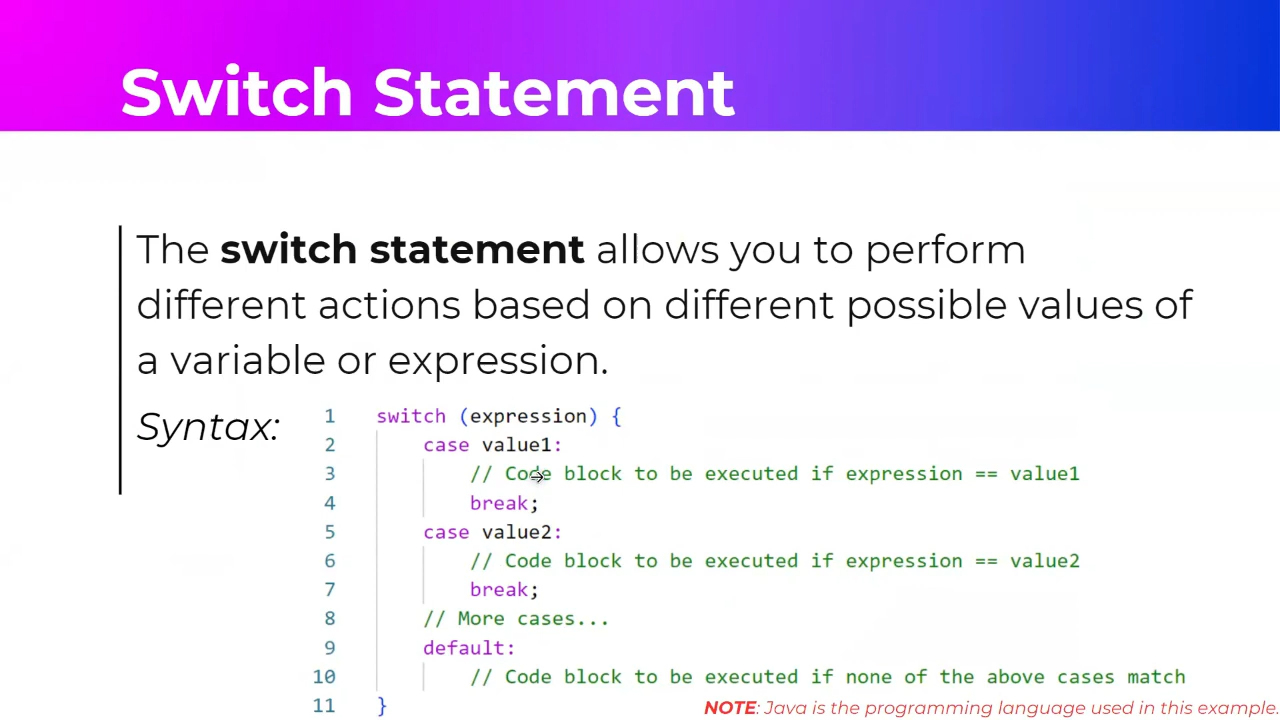 Switch Statement
The switch statement allows you to perform
different actions based on different possible values of
a variable or expression.
Syntax:
1 switch (expression) {
2 case value1:
3 // Code block to be executed if expression == value1
4 break;
5 case value2:
6 // Code block to be executed if expression == value2
7 break;
8 // More cases...
9 default:
10 // Code block to be executed if none of the above cases match
11 }
NOTE: Java is the programming language used in this example.